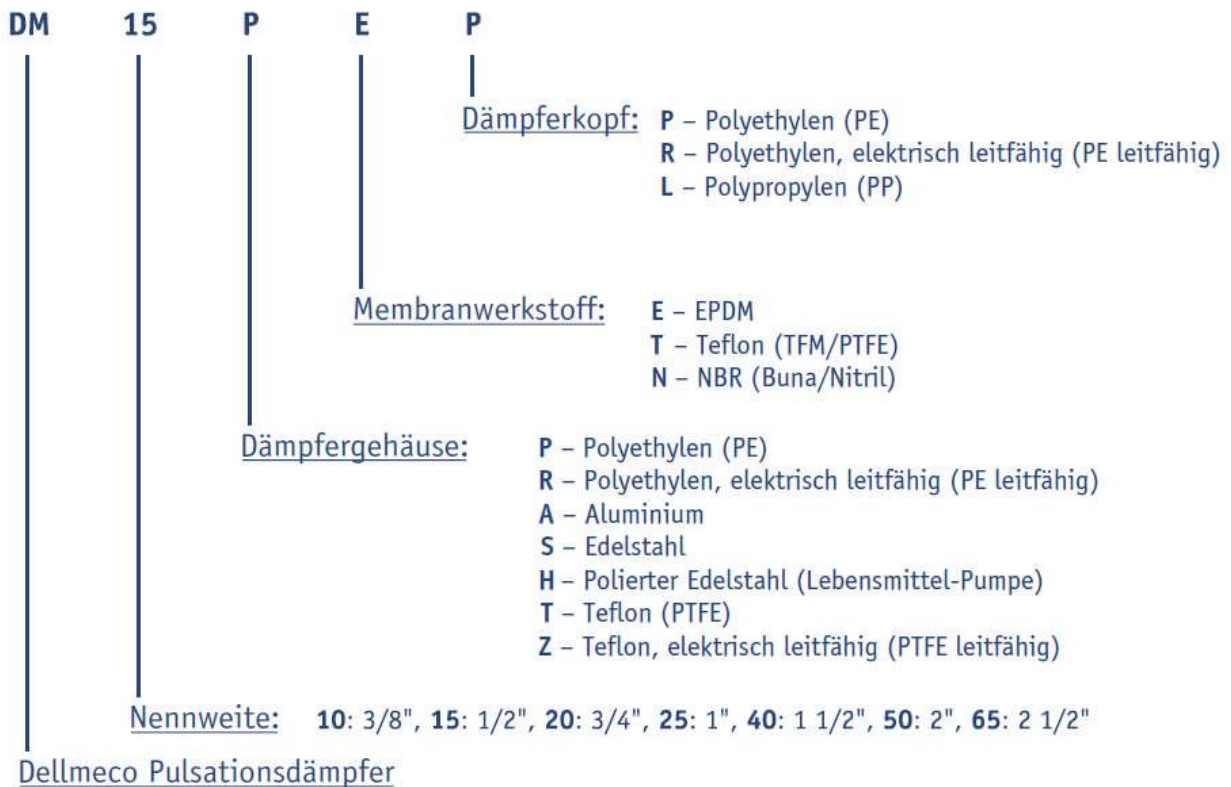 DM 15 P E P
Dämpferkopf: P – Polyethylen (PE)
R – Polyethylen, elektrisch leitfähig (PE leitfähig)
L – Polypropylen (PP)
Membranwerkstoff: E – EPDM
T – Teflon (TFM/PTFE)
N – NBR (Buna/Nitril)
Dämpfergehäuse: P – Polyethylen (PE)
R – Polyethylen, elektrisch leitfähig (PE leitfähig)
A – Aluminium
S – Edelstahl
H – Polierter Edelstahl (Lebensmittel-Pumpe)
T – Teflon (PTFE)
Z – Teflon, elektrisch leitfähig (PTFE leitfähig)
Nennweite: 10: 3/8", 15: 1/2", 20: 3/4", 25: 1", 40: 1 1/2", 50: 2", 65: 2 1/2"
Dellmeco Pulsationsdämpfer